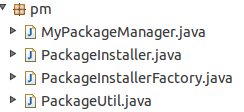 pm
MyPackageManager.java
PackageInstaller.java
PackageInstallerFactory.java
PackageUtil.java